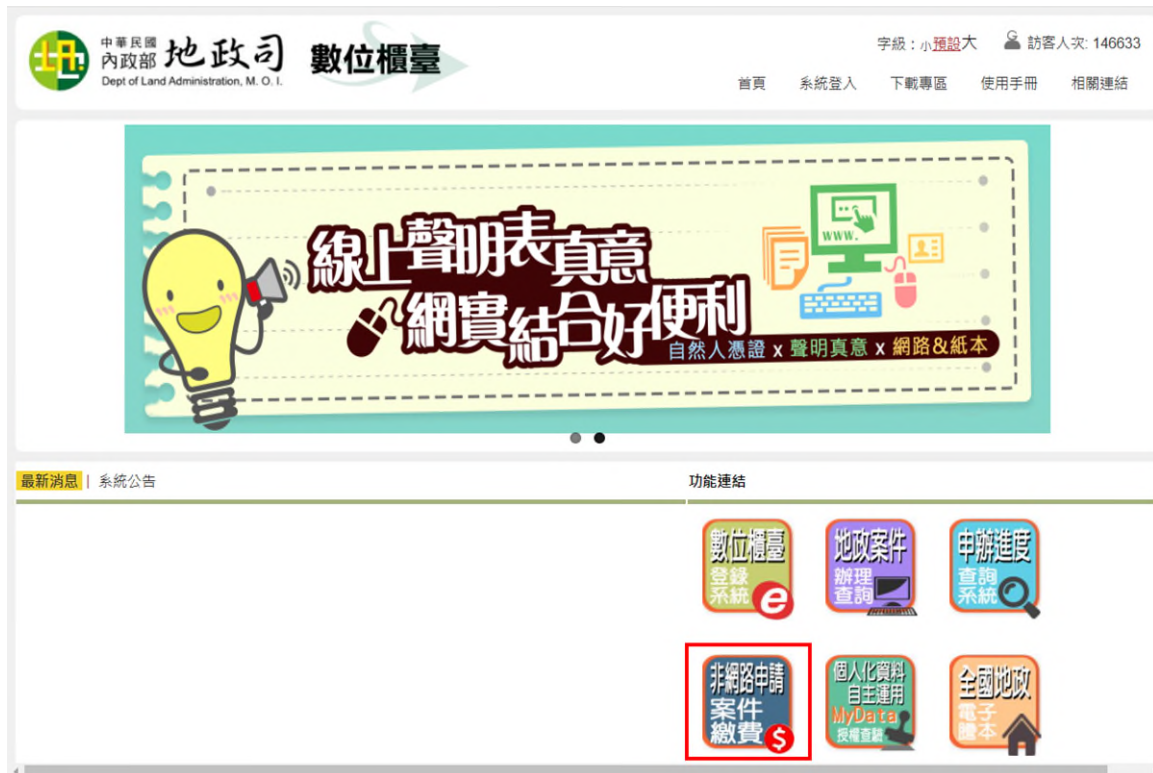 中華民國
內政部 地政司 數位櫃臺
Dept of Land Administration, M. O. I.
字級：小預設大 訪客人次: 146633
首頁 系統登入 下載專區 使用手冊 相關連結
線上聲明表真意
網實結合好便利
www.
自然人憑證 x 聲明真意 x 網路&紙本
最新消息 | 系統公告
功能連結
數位櫃臺
登錄
系統 e
地政案件
辦理
查詢
申辦進度
查詢
系統
非網路申請
案件
繳費 $
個人化資料
自主運用
MyData
授權查驗
全國地政
電子
謄本